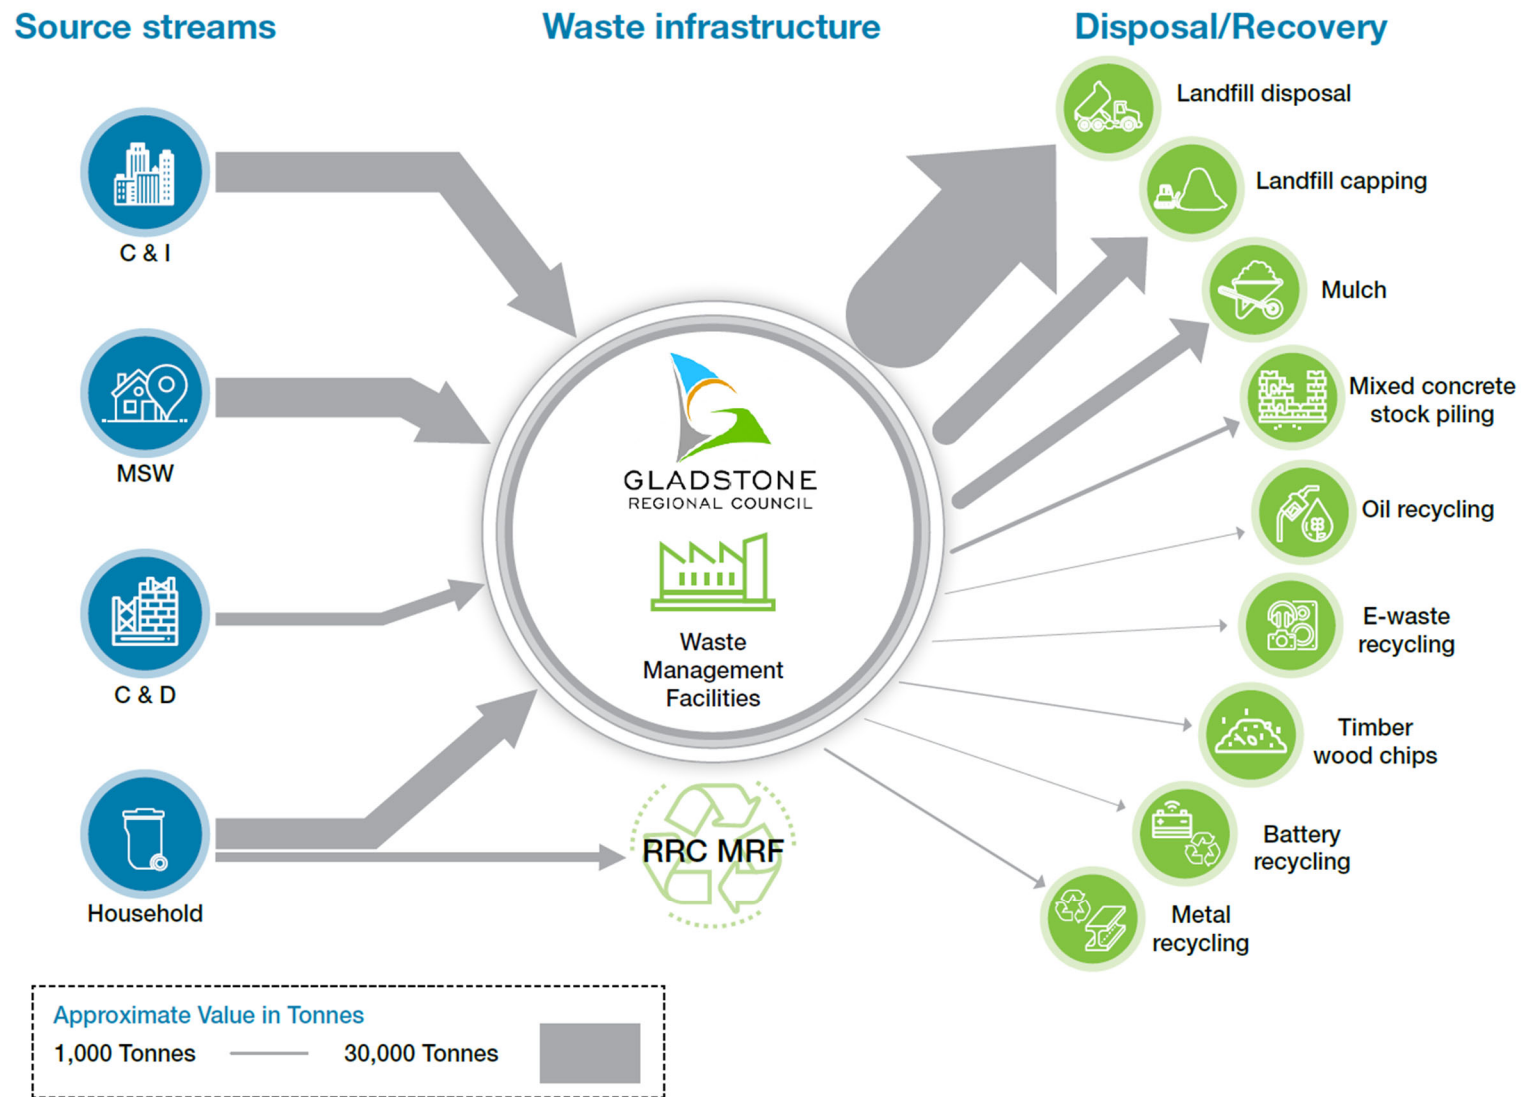 Source streams
Waste infrastructure
Disposal/Recovery
C & I
MSW
C & D
Household
GLADSTONE
REGIONAL COUNCIL
Waste
Management
Facilities
RRC MRF
Landfill disposal
Landfill capping
Mulch
Mixed concrete
stock piling
Oil recycling
E-waste
recycling
Timber
wood chips
Battery
recycling
Metal
recycling
Approximate Value in Tonnes
1,000 Tonnes
30,000 Tonnes